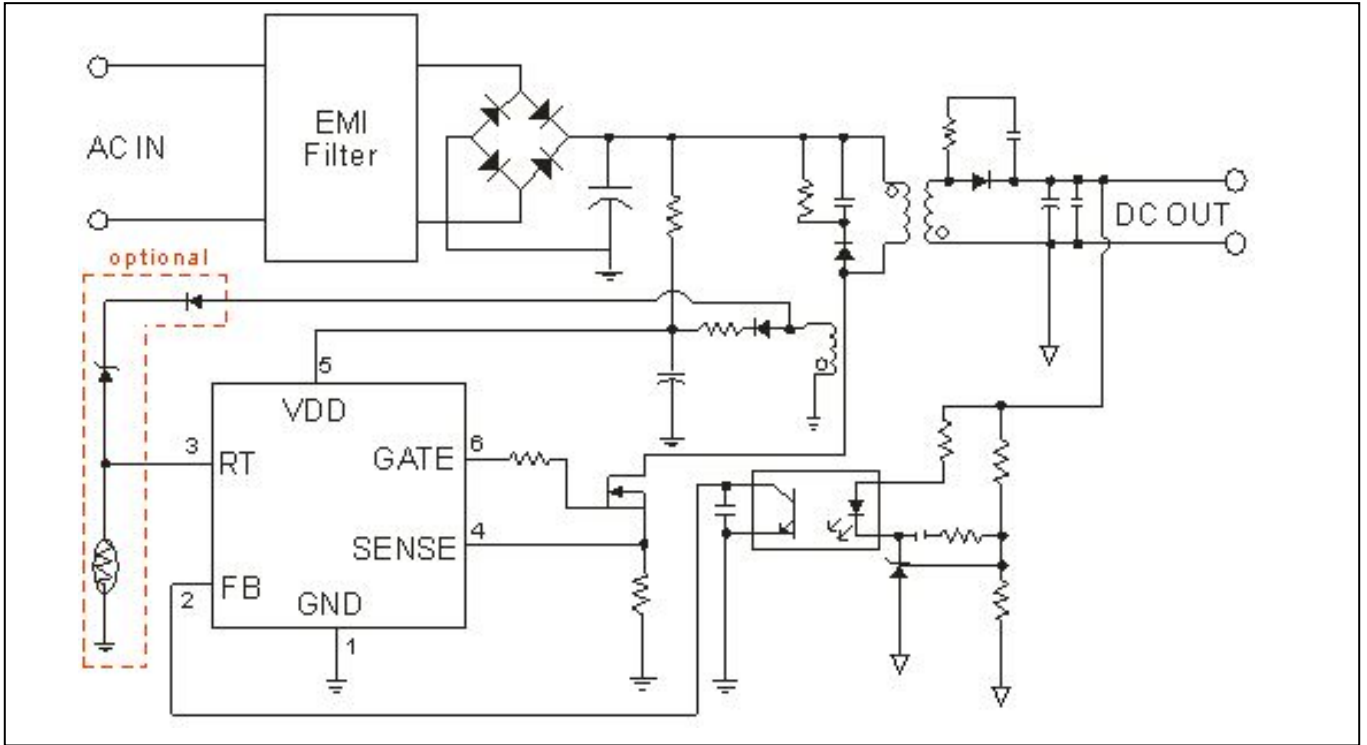 EMI
Filter
AC IN
DC OUT
optional
5
VDD
3
RT
GATE
6
SENSE
4
2
FB
GND
1